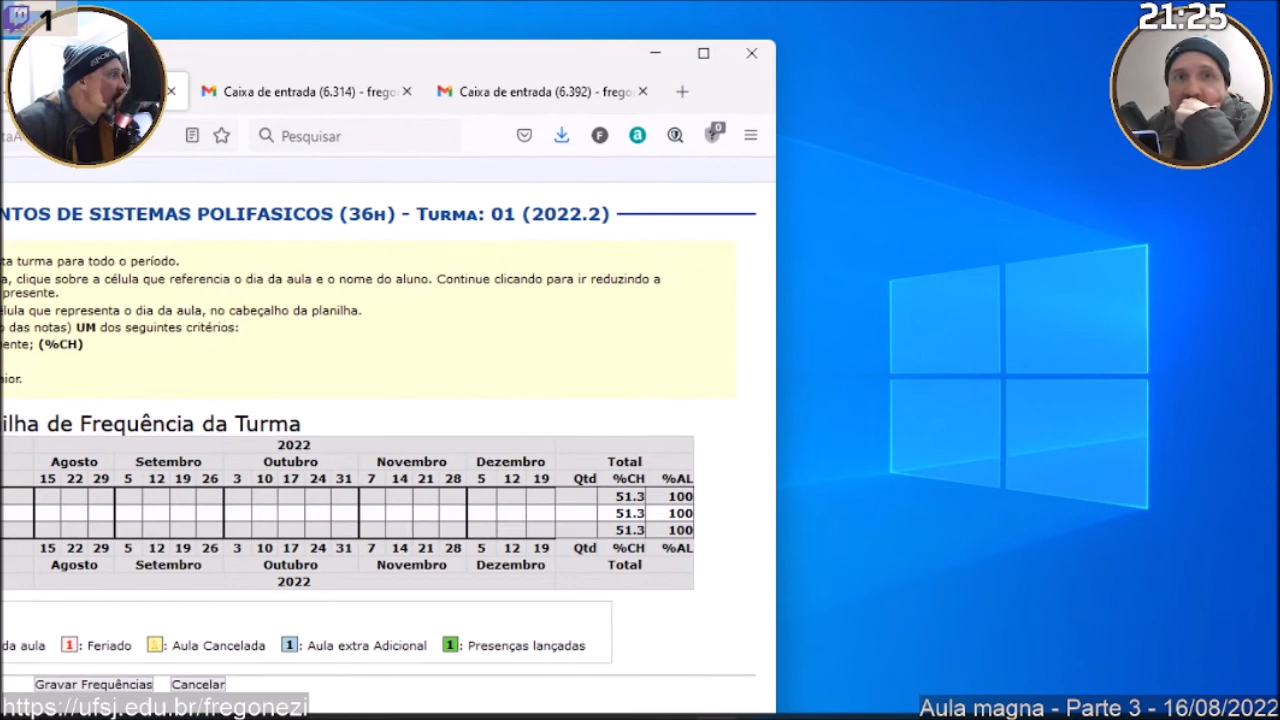 1
21:25
Caixa de entrada (6.314) - frego
Caixa de entrada (6.392) - frego
Pesquisar
0
NTOS DE SISTEMAS POLIFASICOS (36H) - TURMA: 01 (2022.2)
ta turma para todo o período.
a, clique sobre a célula que referencia o dia da aula e o nome do aluno. Continue clicando para ir reduzindo a
presente.
élula que representa o dia da aula, no cabeçalho da planilha.
o das notas) UM dos seguintes critérios:
ente; (%CH)
aior.
ilha de Frequência da Turma
2022
Agosto Setembro Outubro Novembro Dezembro Total
15 22 29 5 12 19 26 3 10 17 24 31 7 14 21 28 5 12 19 Qtd %CH %AL
51.3 100
51.3 100
51.3 100
15 22 29 5 12 19 26 3 10 17 24 31 7 14 21 28 5 12 19 Qtd %CH %AL
Agosto Setembro Outubro Novembro Dezembro Total
2022
da aula 1: Feriado 1: Aula Cancelada 1: Aula extra Adicional 1: Presenças lançadas
Gravar Frequências Cancelar
https://ufsj.edu.br/fregonezi
Aula magna - Parte 3 - 16/08/2022